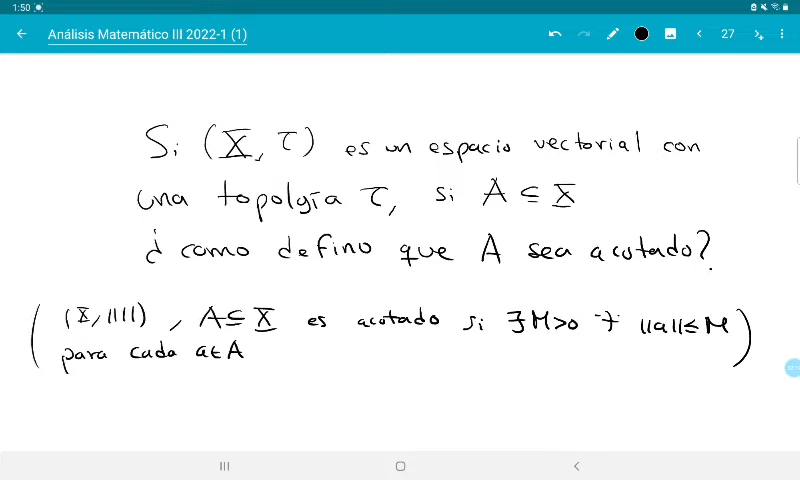 1:50
Análisis Matemático III 2022-1 (1)
27
Si (X, τ) es un espacio vectorial con
una topolgía τ, si A ⊆ X
¿ como defino que A sea acotado?
(X, ||||) , A ⊆ X es acotado si ∃ M>0 ∋ ||a|| ≤ M
para cada a ∈ A